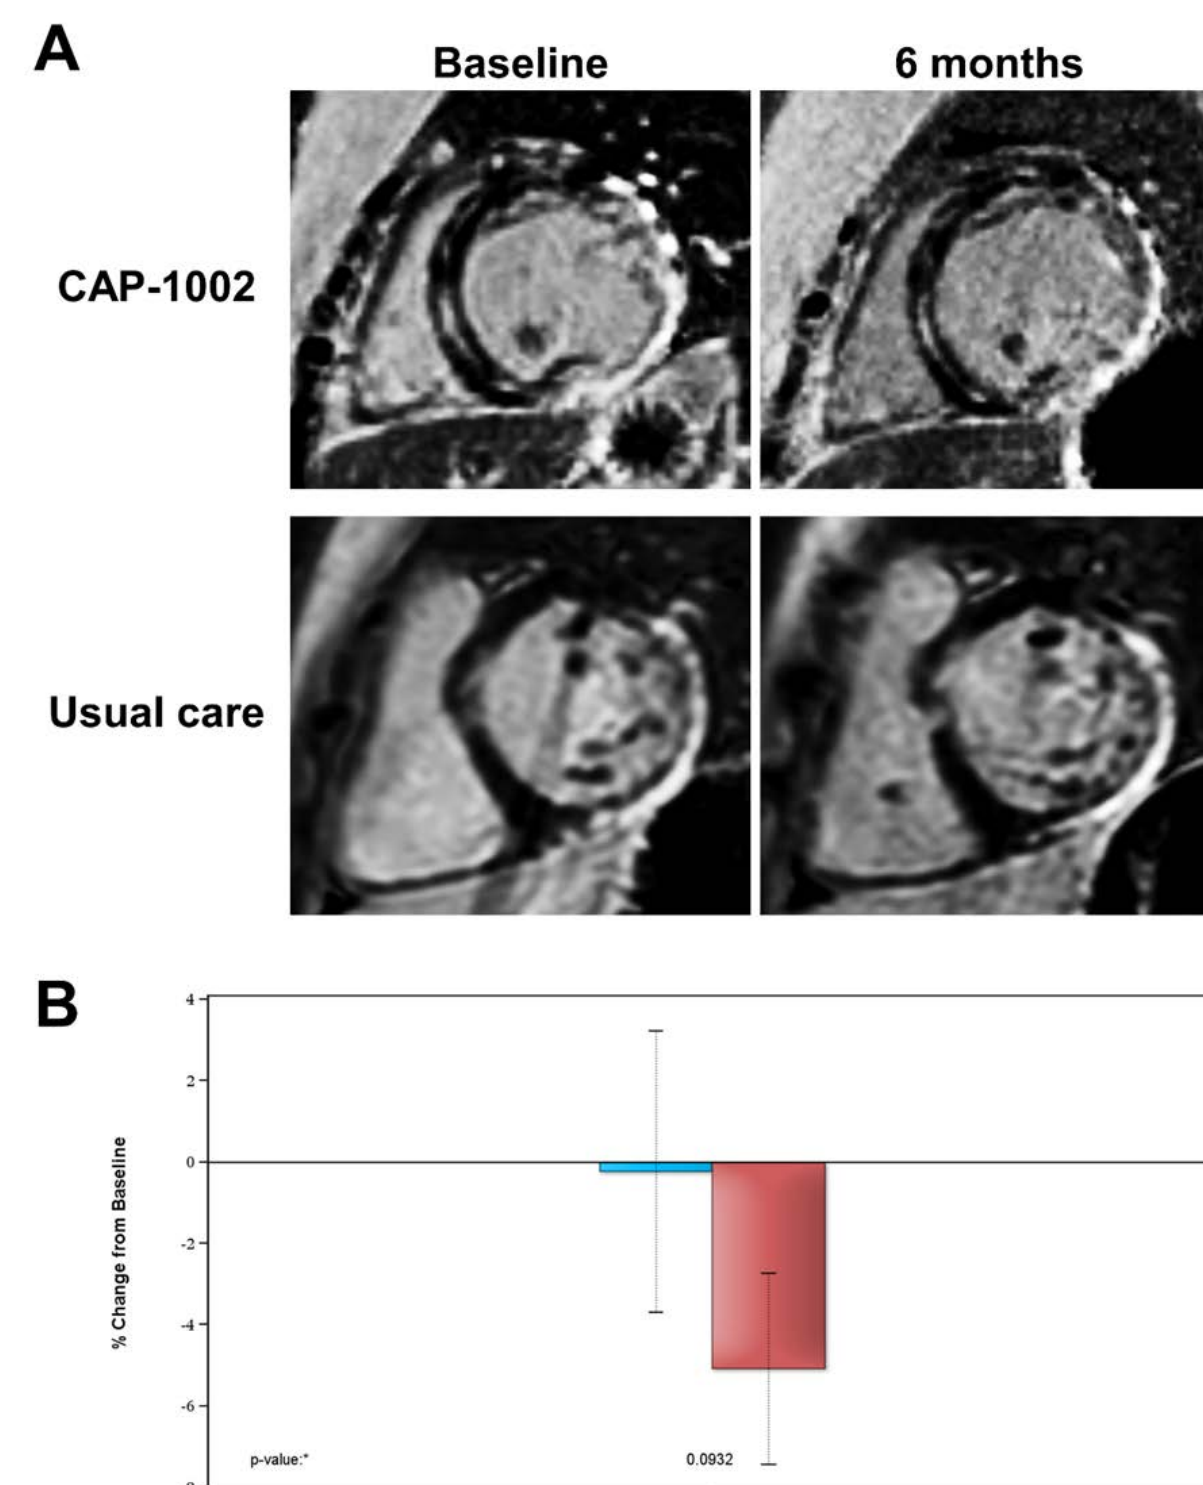 A
Baseline 6 months
CAP-1002
Usual care
B
4
2
0
-2
-4
-6
% Change from Baseline
p-value:* 0.0932